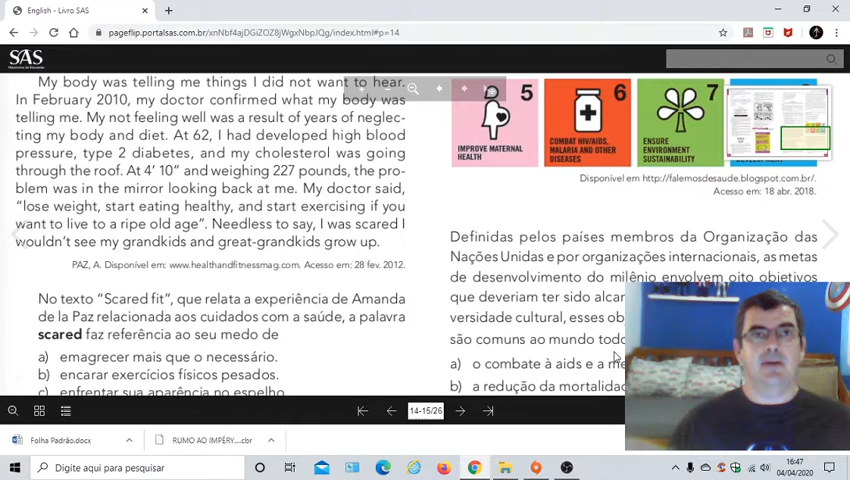 English - Livro SAS
pageflip.portalsas.com.br/xnNbf4ajDGiZOZ8jWgxNbpJQg/index.html#p=14
SAS
Plataforma de Educação
My body was telling me things I did not want to hear.
In February 2010, my doctor confirmed what my body was
telling me. My not feeling well was a result of years of neglec-
ting my body and diet. At 62, I had developed high blood
pressure, type 2 diabetes, and my cholesterol was going
through the roof. At 4' 10" and weighing 227 pounds, the pro-
blem was in the mirror looking back at me. My doctor said,
"lose weight, start eating healthy, and start exercising if you
want to live to a ripe old age". Needless to say, I was scared I
wouldn't see my grandkids and great-grandkids grow up.
PAZ, A. Disponível em: www.healthandfitnessmag.com. Acesso em: 28 fev. 2012.
No texto "Scared fit", que relata a experiência de Amanda
de la Paz relacionada aos cuidados com a saúde, a palavra
scared faz referência ao seu medo de
a) emagrecer mais que o necessário.
b) encarar exercícios físicos pesados.
c) enfrentar sua aparência no espelho
5
IMPROVE MATERNAL
HEALTH
6
COMBAT HIV/AIDS,
MALARIA AND OTHER
DISEASES
7
ENSURE
ENVIRONMENT
SUSTAINABILITY
DEVELOPMENT
Disponível em http://falemosdesaude.blogspot.com.br/.
Acesso em: 18 abr. 2018.
Definidas pelos países membros da Organização das
Nações Unidas e por organizações internacionais, as metas
de desenvolvimento do milênio envolvem oito objetivos
que deveriam ter sido alcan
versidade cultural, esses ob
são comuns ao mundo todo
a) o combate à aids e a me
b) a redução da mortalidad
14-15/26
Folha Padrão.docx
RUMO AO IMPÉRY....cbr
Digite aqui para pesquisar
16:47
04/04/2020